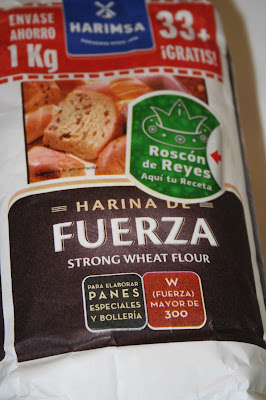 ENVASE
AHORRO
1 Kg
HARIMSA
33%
¡GRATIS!
Roscón
de Reyes
Aquí tu Receta
HARINA DE
FUERZA
STRONG WHEAT FLOUR
PARA ELABORAR
PANES
ESPECIALES
Y BOLLERÍA
W
(FUERZA)
MAYOR DE
300